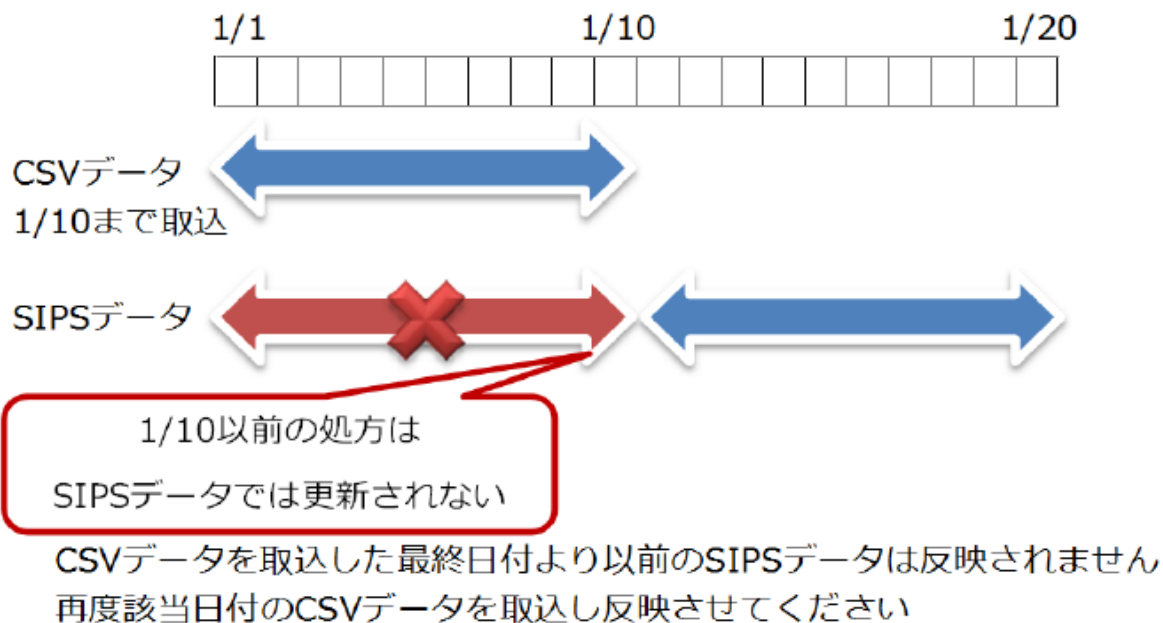 1/1 1/10 1/20
CSVデータ
1/10まで取込
SIPSデータ
1/10以前の処方は
SIPSデータでは更新されない
CSVデータを取込した最終日付より以前のSIPSデータは反映されません
再度該当日付のCSVデータを取込し反映させてください